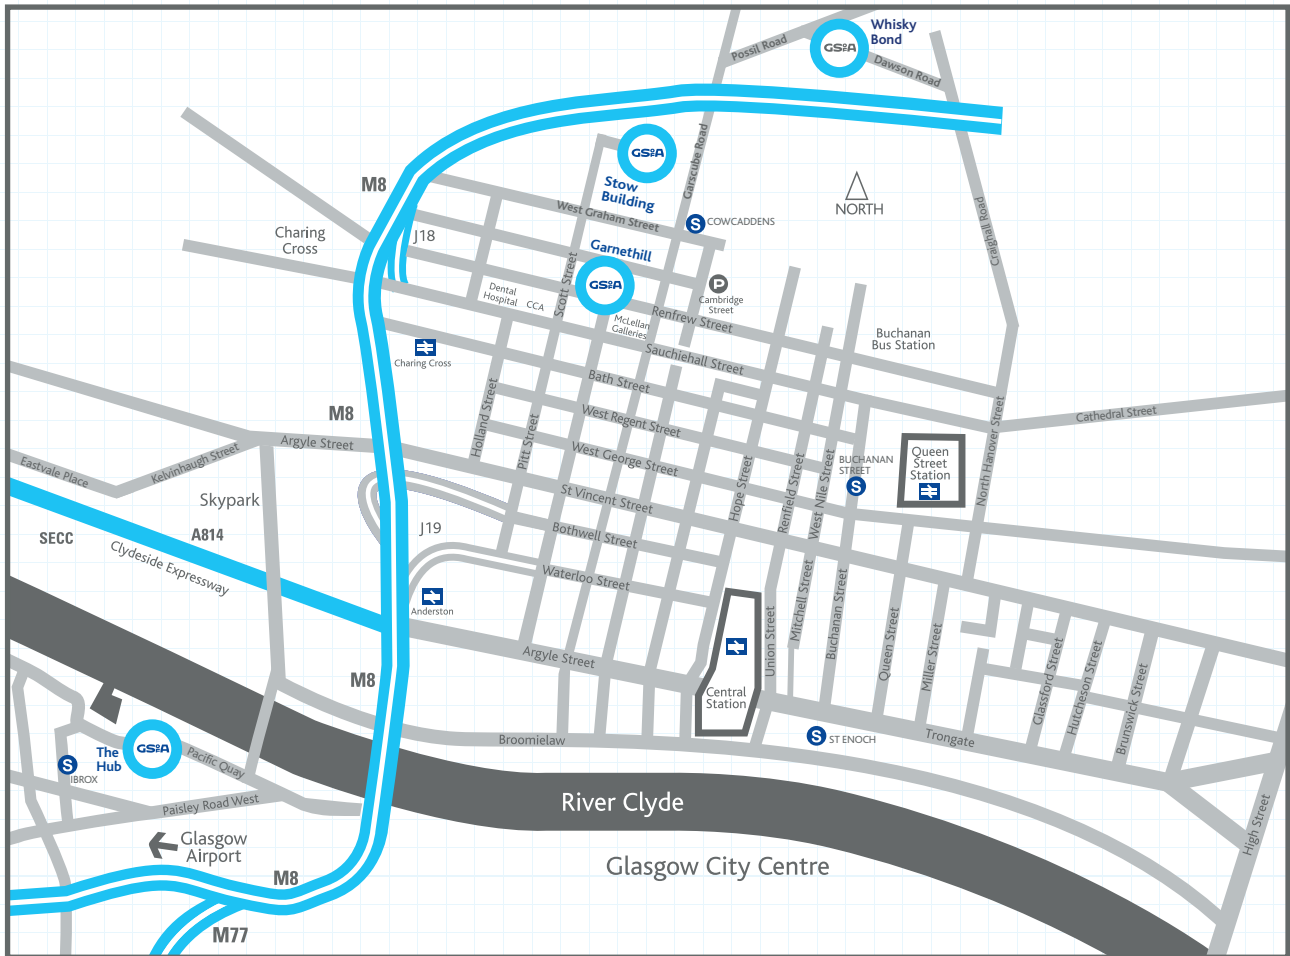 Whisky
Bond
GSoA
Possil Road
Dawson Road
GSoA
Stow
Building
Garscube Road
M8
West Graham Street
S COWCADDENS
NORTH
Craighall Road
Charing
Cross
J18
Garnethill
GSoA
Scott Street
Dental
Hospital
CCA
McLellan
Galleries
P
Cambridge
Street
Renfrew Street
Sauchiehall Street
Buchanan
Bus Station
Charing Cross
Bath Street
M8
Holland Street
Pitt Street
West Regent Street
West George Street
Cathedral Street
North Hanover Street
Argyle Street
Kelvinhaugh Street
Eastvale Place
Skypark
Hope Street
Renfield Street
West Nile Street
BUCHANAN
STREET
S
Queen
Street
Station
St Vincent Street
Bothwell Street
Waterloo Street
J19
SECC
A814
Clydeside Expressway
Anderston
Argyle Street
Union Street
Mitchell Street
Buchanan Street
Queen Street
Miller Street
Glassford Street
Hutcheson Street
Brunswick Street
M8
Central
Station
Broomielaw
S ST ENOCH
Trongate
The
Hub
GSoA
S
IBROX
Pacific Quay
Paisley Road West
River Clyde
High Street
Glasgow
Airport
Glasgow City Centre
M8
M77